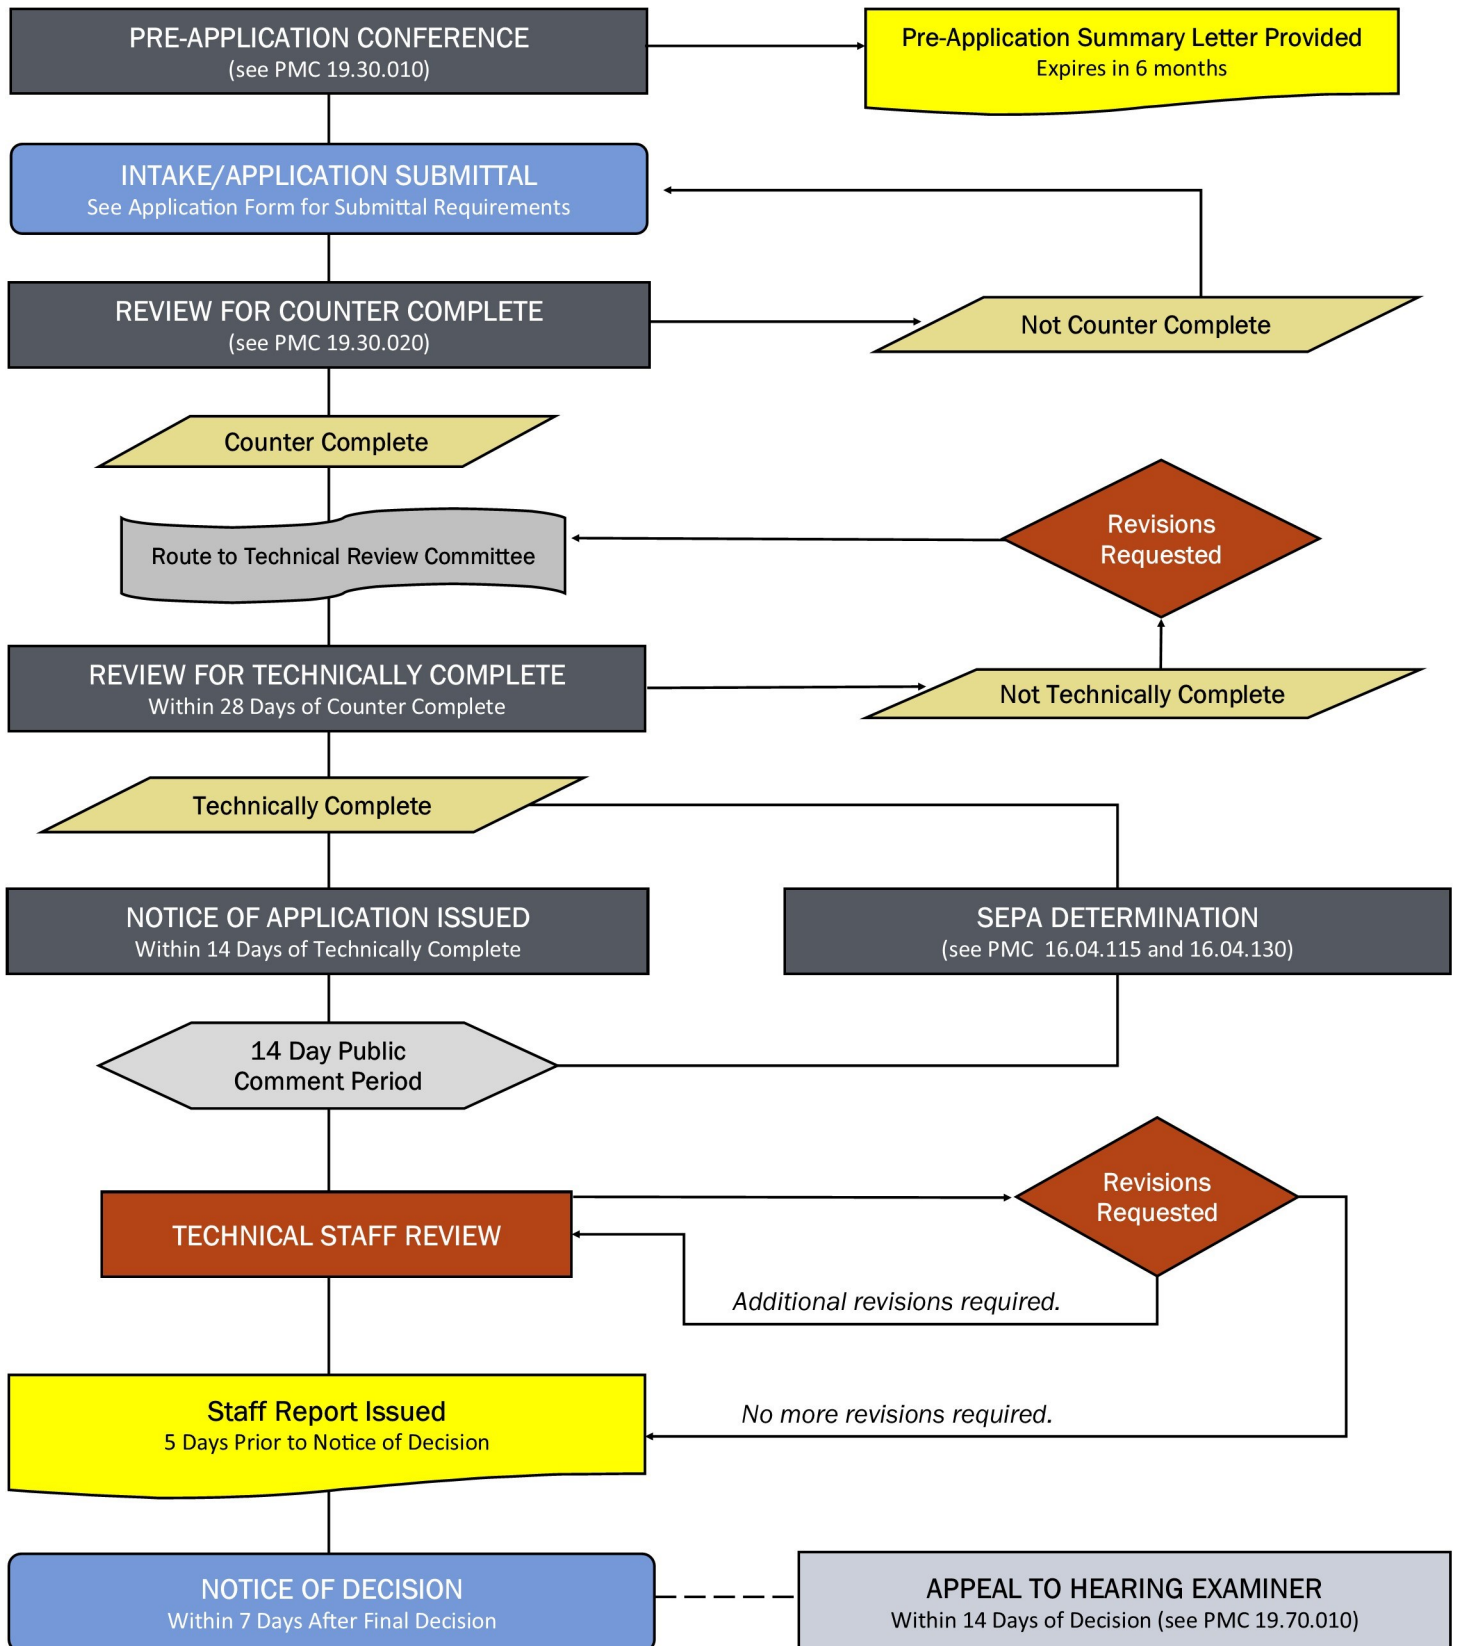 PRE-APPLICATION CONFERENCE
(see PMC 19.30.010)
Pre-Application Summary Letter Provided
Expires in 6 months
INTAKE/APPLICATION SUBMITTAL
See Application Form for Submittal Requirements
REVIEW FOR COUNTER COMPLETE
(see PMC 19.30.020)
Not Counter Complete
Counter Complete
Revisions
Requested
Route to Technical Review Committee
REVIEW FOR TECHNICALLY COMPLETE
Within 28 Days of Counter Complete
Not Technically Complete
Technically Complete
NOTICE OF APPLICATION ISSUED
Within 14 Days of Technically Complete
SEPA DETERMINATION
(see PMC 16.04.115 and 16.04.130)
14 Day Public
Comment Period
TECHNICAL STAFF REVIEW
Revisions
Requested
Additional revisions required.
Staff Report Issued
5 Days Prior to Notice of Decision
No more revisions required.
NOTICE OF DECISION
Within 7 Days After Final Decision
APPEAL TO HEARING EXAMINER
Within 14 Days of Decision (see PMC 19.70.010)